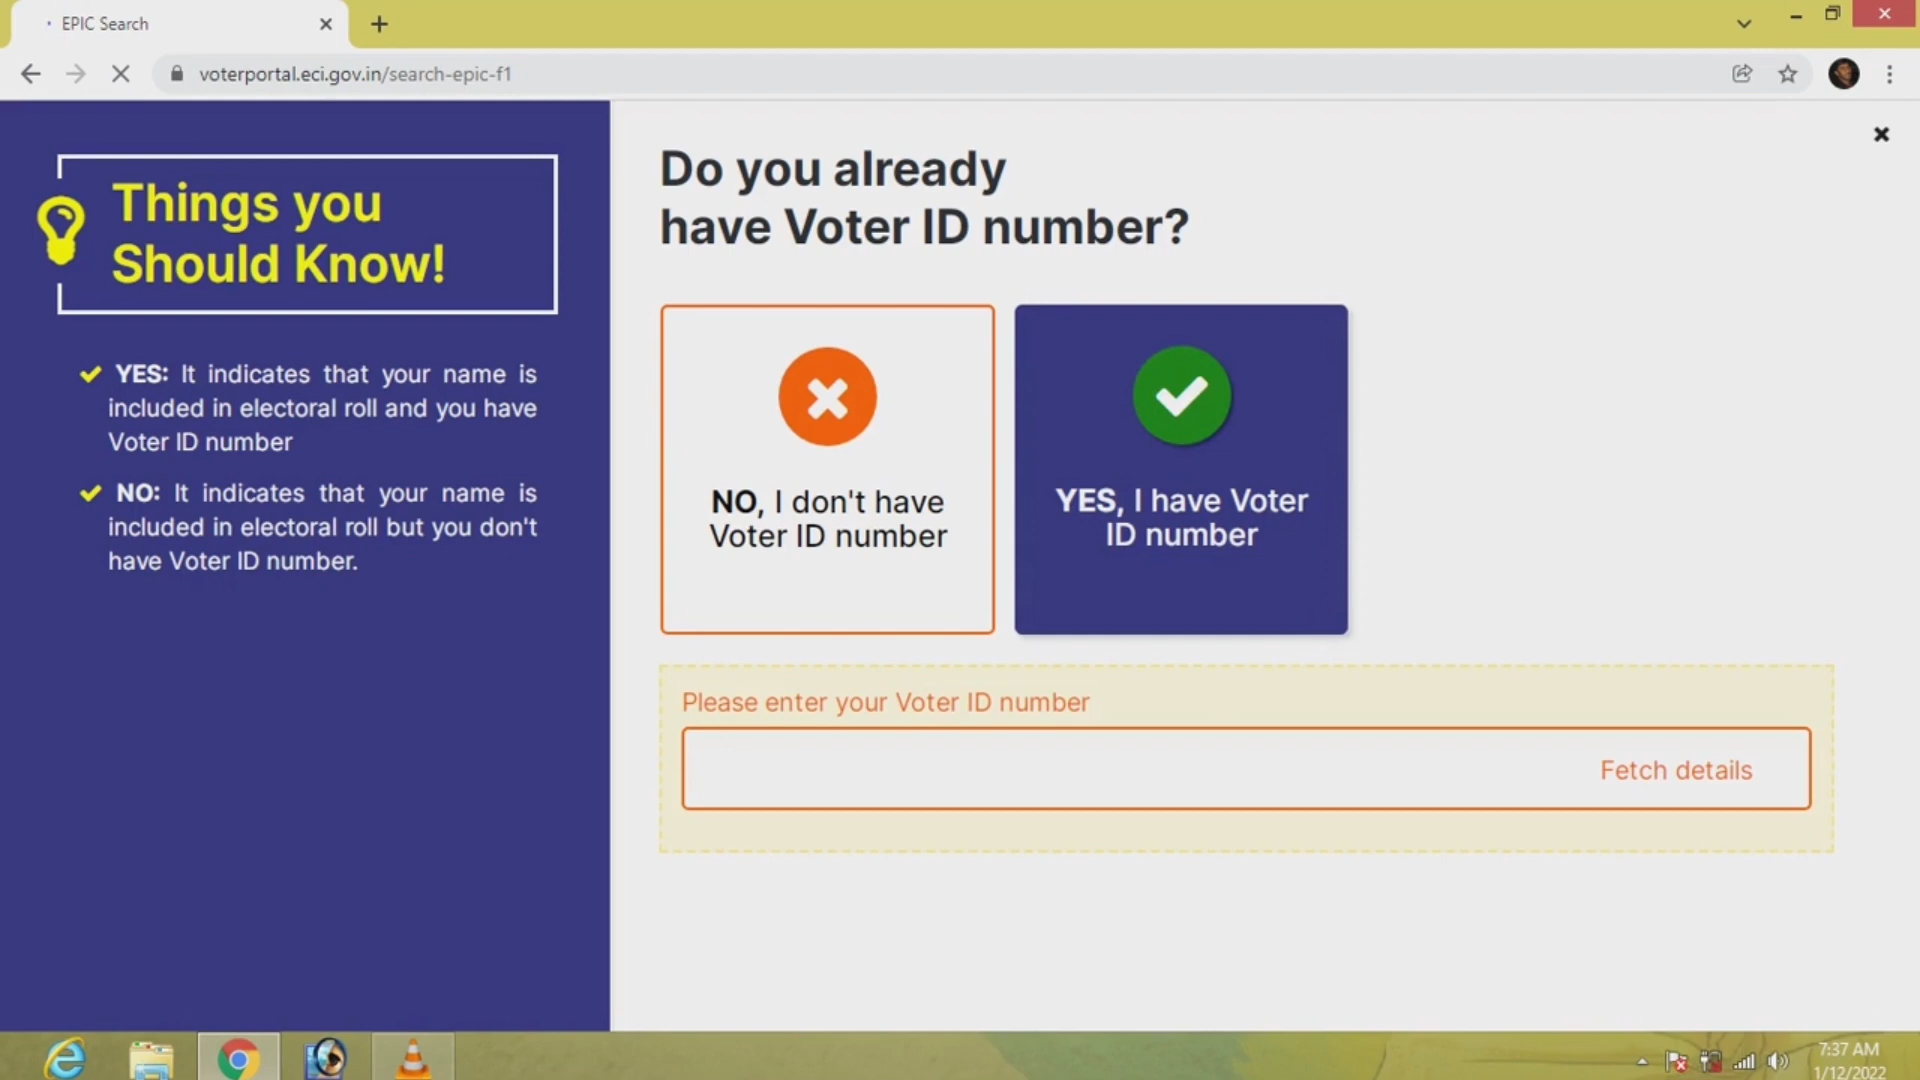 EPIC Search
voterportal.eci.gov.in/search-epic-f1
Things you
Should Know!
YES: It indicates that your name is
included in electoral roll and you have
Voter ID number
NO: It indicates that your name is
included in electoral roll but you don't
have Voter ID number.
Do you already
have Voter ID number?
NO, I don't have
Voter ID number
YES, I have Voter
ID number
Please enter your Voter ID number
Fetch details
7:37 AM
1/12/2022